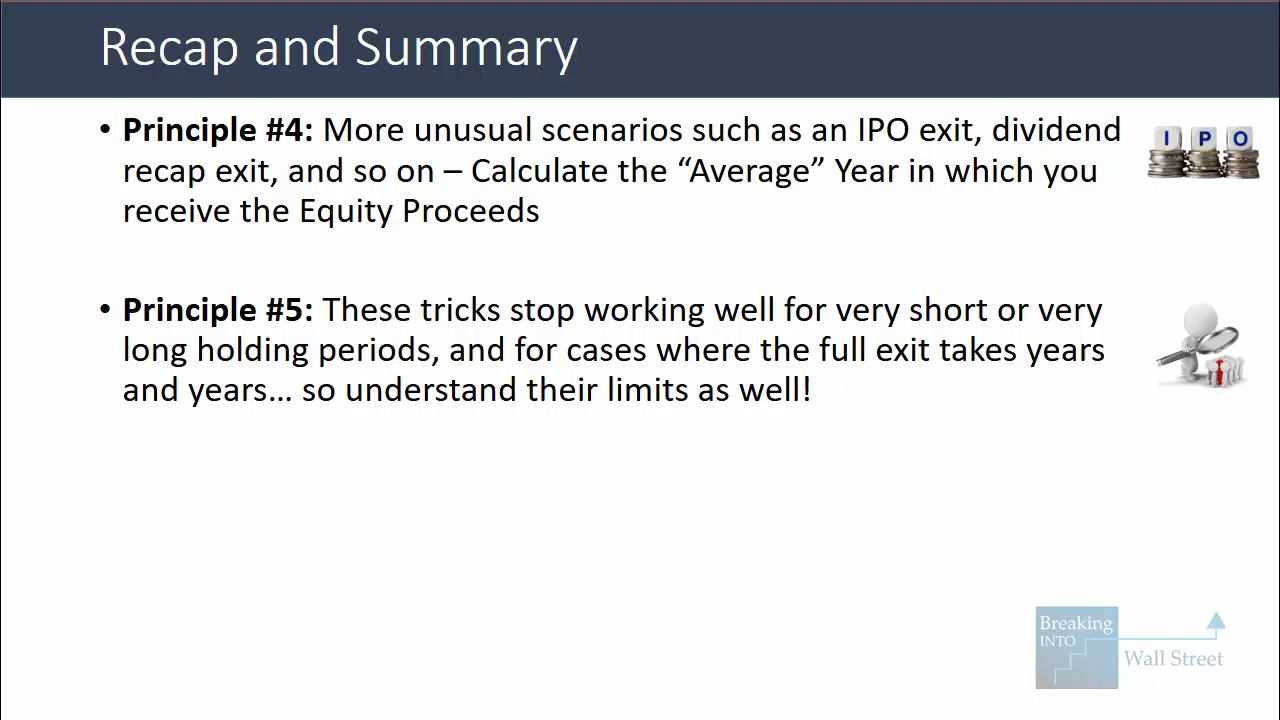 Recap and Summary
• Principle #4: More unusual scenarios such as an IPO exit, dividend
recap exit, and so on – Calculate the “Average” Year in which you
receive the Equity Proceeds
I P O
• Principle #5: These tricks stop working well for very short or very
long holding periods, and for cases where the full exit takes years
and years… so understand their limits as well!
Breaking
INTO
Wall Street